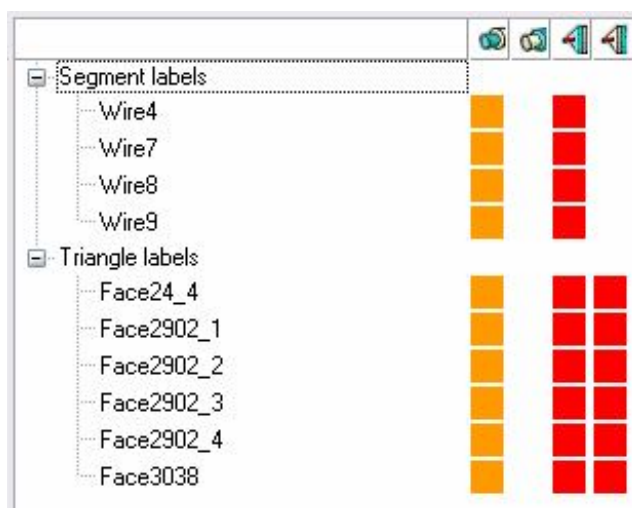 Segment labels
Wire4
Wire7
Wire8
Wire9
Triangle labels
Face24_4
Face2902_1
Face2902_2
Face2902_3
Face2902_4
Face3038